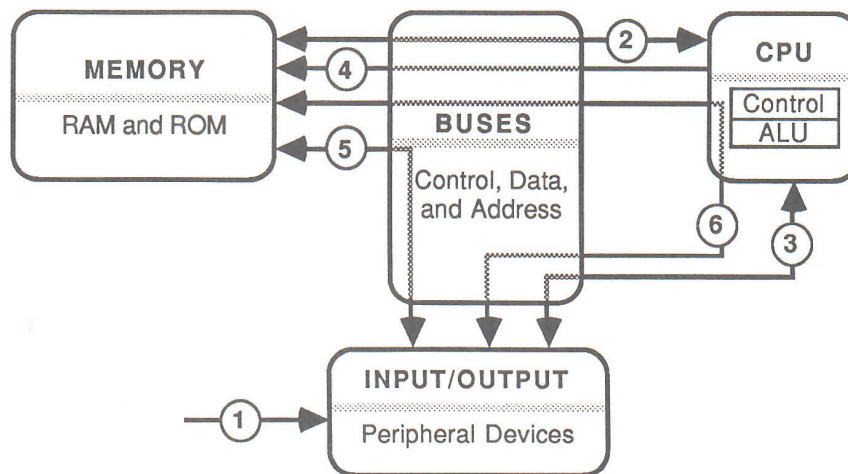 MEMORY
RAM and ROM
BUSES
Control, Data,
and Address
CPU
Control
ALU
INPUT/OUTPUT
Peripheral Devices
1
2
3
4
5
6